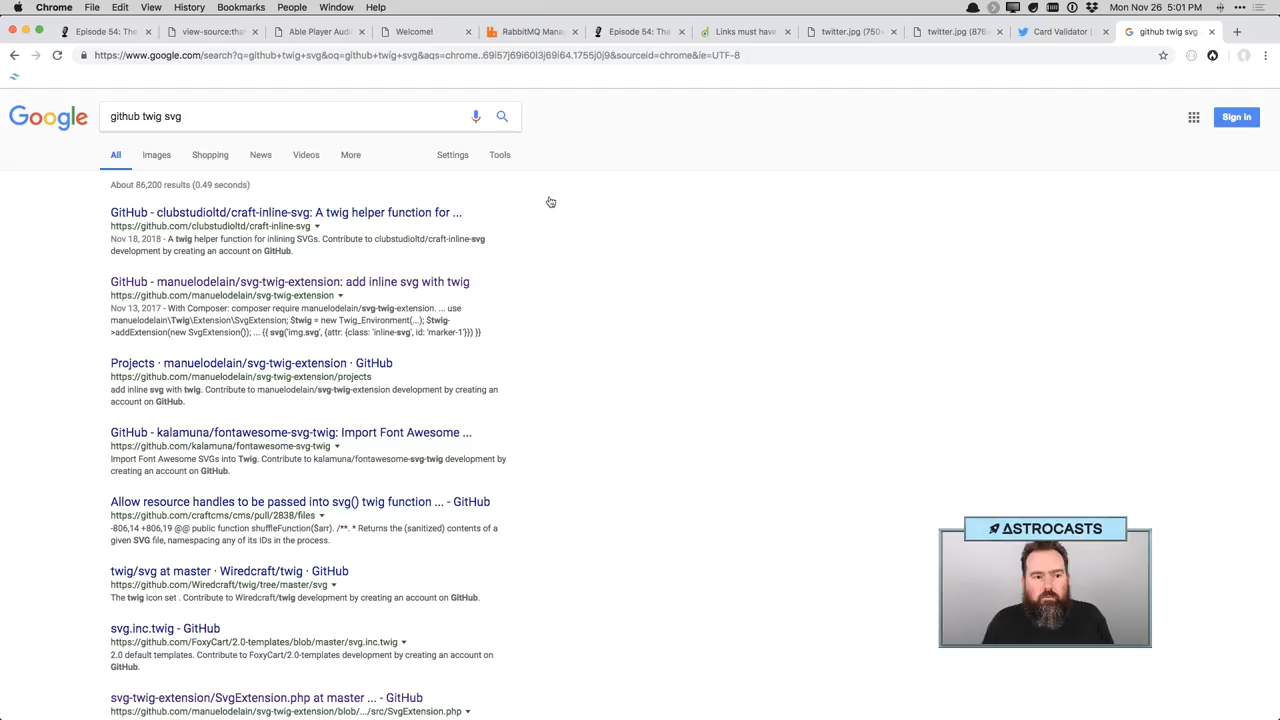 Chrome File Edit View History Bookmarks People Window Help Mon Nov 26 5:01 PM
Episode 54: The view-source:that Able Player Audi Welcome! RabbitMQ Mana Episode 54: The Links must have twitter.jpg (750× twitter.jpg (876× Card Validator | github twig svg
https://www.google.com/search?q=github+twig+svg&oq=github+twig+svg&aqs=chrome..69i57j69i60l3j69i64.1755j0j9&sourceid=chrome&ie=UTF-8
Google github twig svg Sign in
All Images Shopping News Videos More Settings Tools
About 86,200 results (0.49 seconds)
GitHub - clubstudioltd/craft-inline-svg: A twig helper function for ...
https://github.com/clubstudioltd/craft-inline-svg
Nov 18, 2018 - A twig helper function for inlining SVGs. Contribute to clubstudioltd/craft-inline-svg
development by creating an account on GitHub.
GitHub - manuelodelain/svg-twig-extension: add inline svg with twig
https://github.com/manuelodelain/svg-twig-extension
Nov 13, 2017 - With Composer: composer require manuelodelain/svg-twig-extension. ... use
manuelodelain\Twig\Extension\SvgExtension; $twig = new Twig_Environment(...); $twig-
>addExtension(new SvgExtension()); ... {{ svg('img.svg', {attr: {class: 'inline-svg', id: 'marker-1'}}) }}
Projects · manuelodelain/svg-twig-extension · GitHub
https://github.com/manuelodelain/svg-twig-extension/projects
add inline svg with twig. Contribute to manuelodelain/svg-twig-extension development by creating an
account on GitHub.
GitHub - kalamuna/fontawesome-svg-twig: Import Font Awesome ...
https://github.com/kalamuna/fontawesome-svg-twig
Import Font Awesome SVGs into Twig. Contribute to kalamuna/fontawesome-svg-twig development by
creating an account on GitHub.
Allow resource handles to be passed into svg() twig function ... - GitHub
https://github.com/craftcms/cms/pull/2838/files
-806,14 +806,19 @@ public function shuffleFunction($arr). /**. * Returns the (sanitized) contents of a
given SVG file, namespacing any of its IDs in the process.
twig/svg at master · Wiredcraft/twig · GitHub
https://github.com/Wiredcraft/twig/tree/master/svg
The twig icon set . Contribute to Wiredcraft/twig development by creating an account on GitHub.
svg.inc.twig - GitHub
https://github.com/FoxyCart/2.0-templates/blob/master/svg.inc.twig
2.0 default templates. Contribute to FoxyCart/2.0-templates development by creating an account on
GitHub.
svg-twig-extension/SvgExtension.php at master ... - GitHub
https://github.com/manuelodelain/svg-twig-extension/blob/.../src/SvgExtension.php
ASTROCASTS